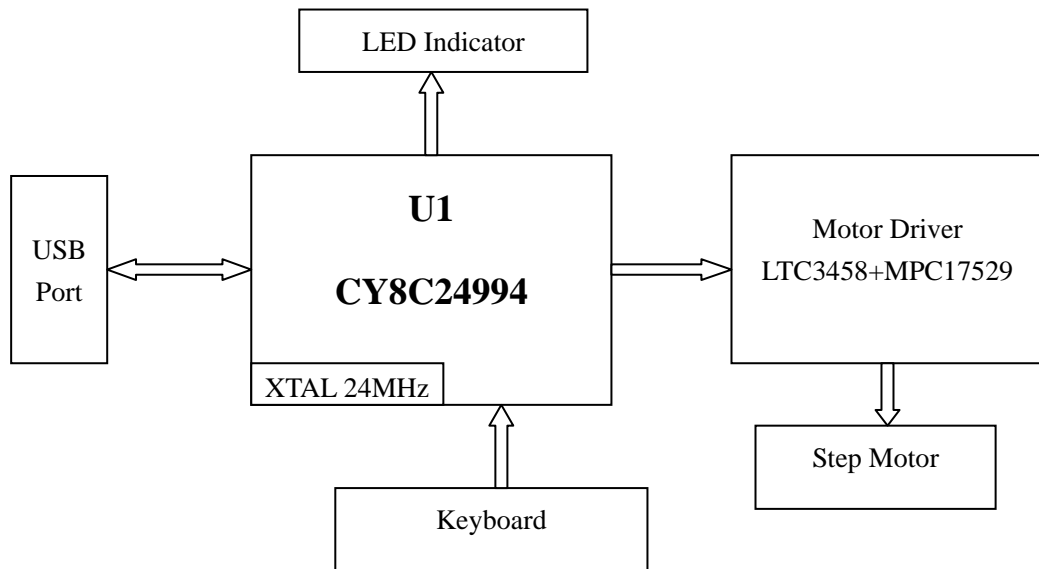 LED Indicator
U1
CY8C24994
XTAL 24MHz
USB
Port
Motor Driver
LTC3458+MPC17529
Step Motor
Keyboard